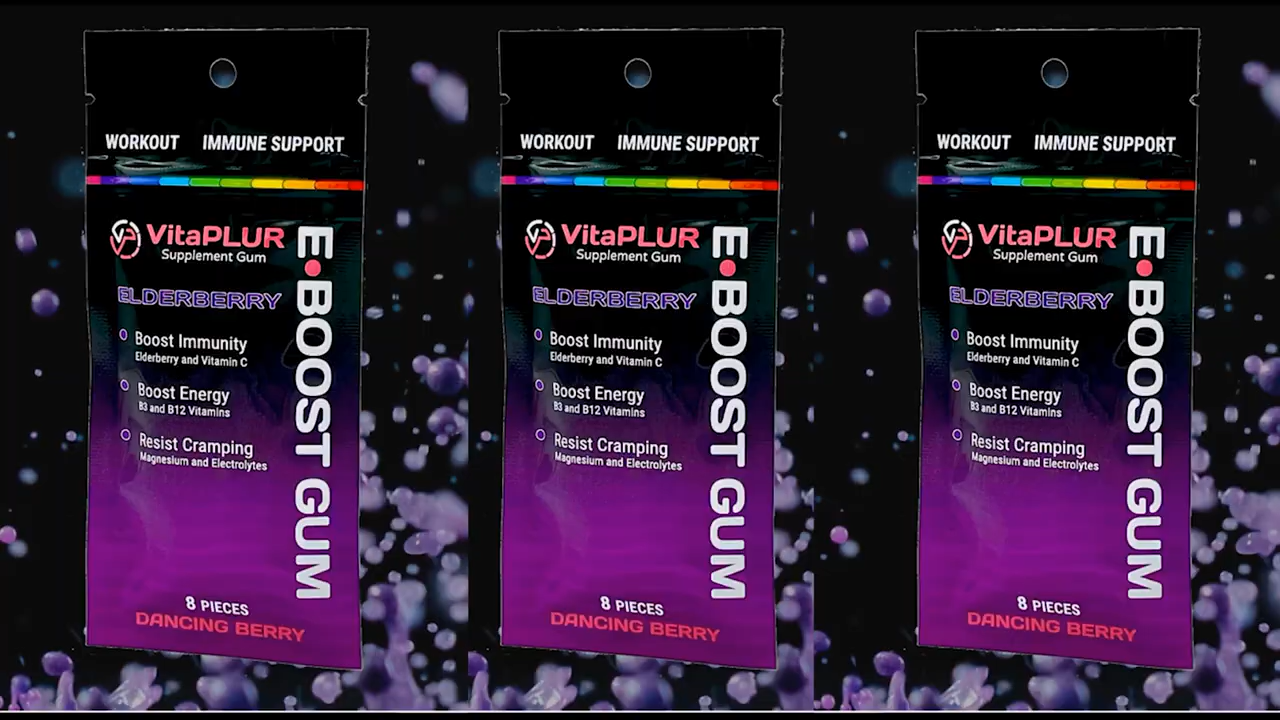 WORKOUT IMMUNE SUPPORT
VitaPLUR
Supplement Gum
E•BOOST GUM
ELDERBERRY
Boost Immunity
Elderberry and Vitamin C
Boost Energy
B3 and B12 Vitamins
Resist Cramping
Magnesium and Electrolytes
8 PIECES
DANCING BERRY
WORKOUT IMMUNE SUPPORT
VitaPLUR
Supplement Gum
E•BOOST GUM
ELDERBERRY
Boost Immunity
Elderberry and Vitamin C
Boost Energy
B3 and B12 Vitamins
Resist Cramping
Magnesium and Electrolytes
8 PIECES
DANCING BERRY
WORKOUT IMMUNE SUPPORT
VitaPLUR
Supplement Gum
E•BOOST GUM
ELDERBERRY
Boost Immunity
Elderberry and Vitamin C
Boost Energy
B3 and B12 Vitamins
Resist Cramping
Magnesium and Electrolytes
8 PIECES
DANCING BERRY